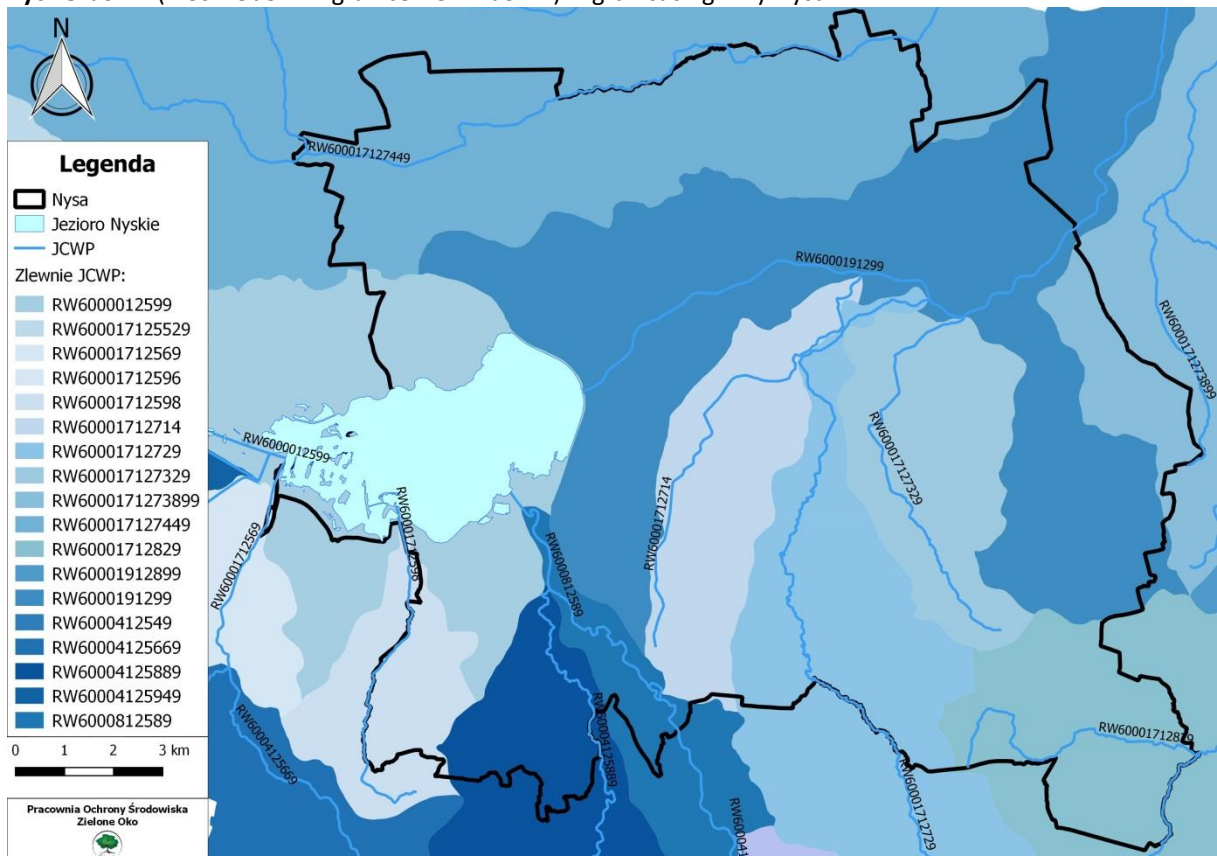 N
Legenda
Nysa
Jezioro Nyskie
JCWP
Zlewnie JCWP:
RW6000012599
RW600017125529
RW60001712569
RW60001712596
RW60001712598
RW60001712714
RW60001712729
RW600017127329
RW6000171273899
RW600017127449
RW60001712829
RW60001912899
RW6000191299
RW6000412549
RW60004125669
RW60004125889
RW60004125949
RW6000812589
0 1 2 3 km
Pracownia Ochrony Środowiska
Zielone Oko
RW600017127449
RW6000191299
RW6000171273899
RW6000012599
RW600017127329
RW60001712714
RW60001712596
RW60001712569
RW6000812589
RW60004125669
RW60004125889
RW60001712829
RW60001712729
RW600041